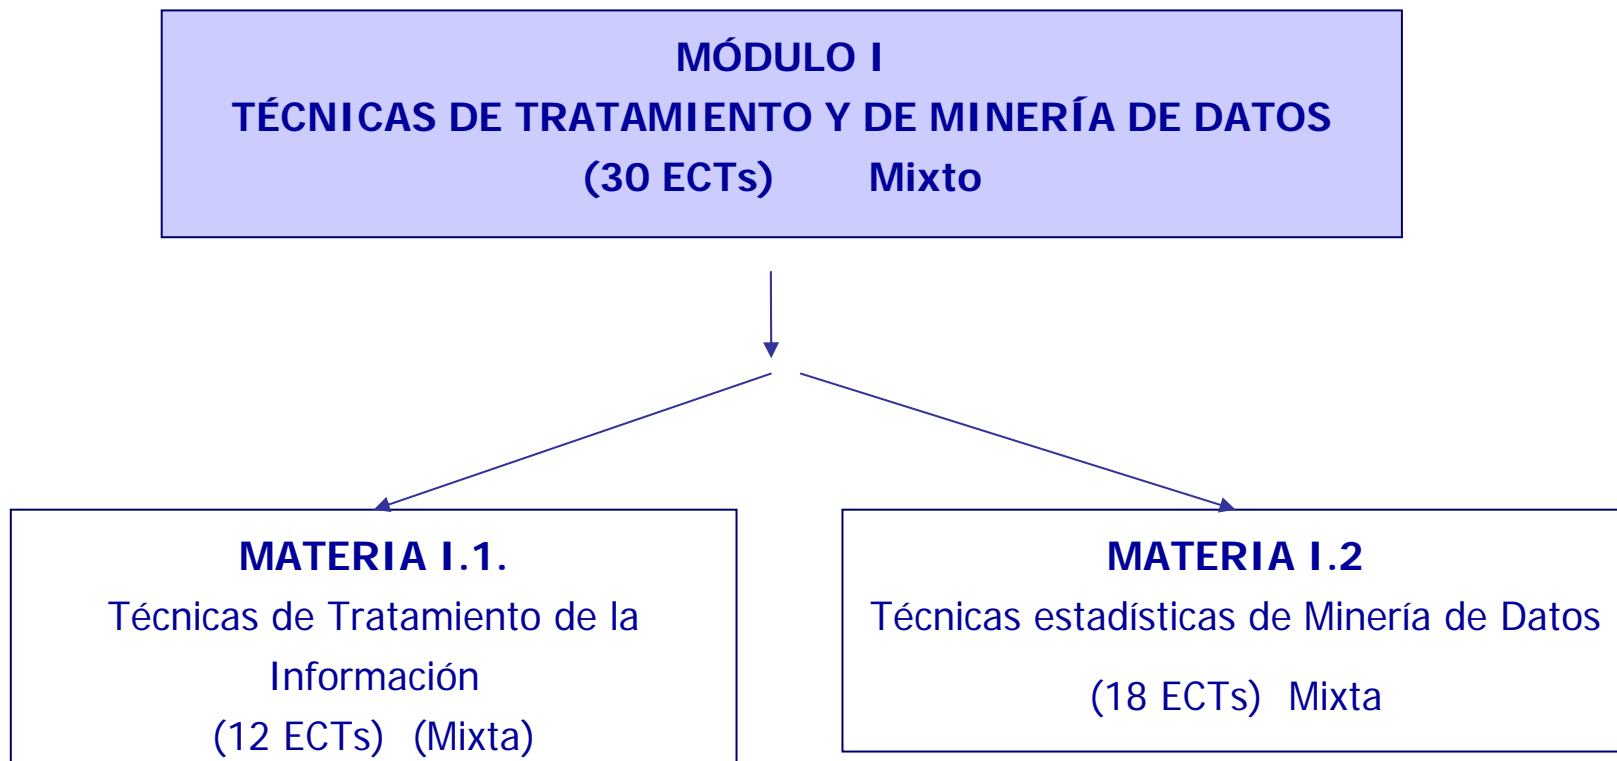 MÓDULO I
TÉCNICAS DE TRATAMIENTO Y DE MINERÍA DE DATOS
(30 ECTs) Mixto
MATERIA I.1.
Técnicas de Tratamiento de la
Información
(12 ECTs) (Mixta)
MATERIA I.2
Técnicas estadísticas de Minería de Datos
(18 ECTs) Mixta